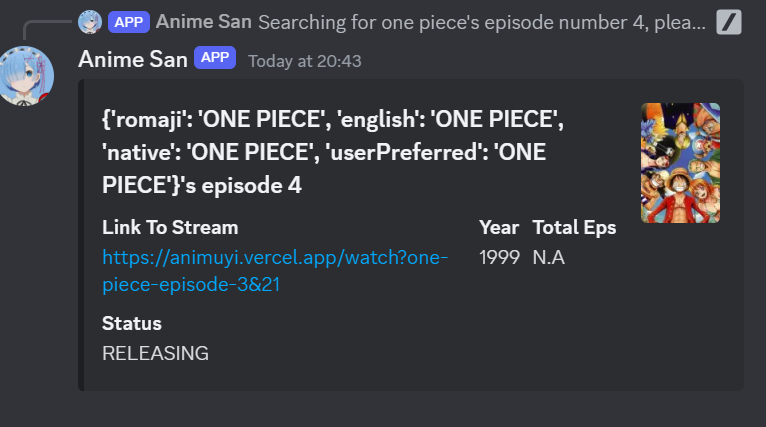 APP Anime San Searching for one piece's episode number 4, plea...
Anime San APP Today at 20:43
{'romaji': 'ONE PIECE', 'english': 'ONE PIECE',
'native': 'ONE PIECE', 'userPreferred': 'ONE
PIECE'}'s episode 4
Link To Stream Year Total Eps
https://animuyi.vercel.app/watch?one- 1999 N.A
piece-episode-3&21
Status
RELEASING